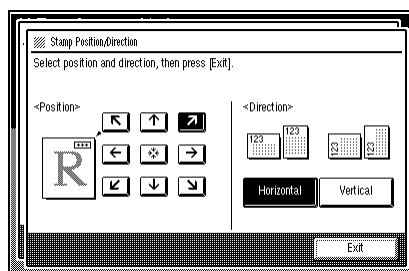 Stamp Position/Direction
Select position and direction, then press [Exit].
<Position>
R
<Direction>
123 123 123 123
Horizontal Vertical
Exit